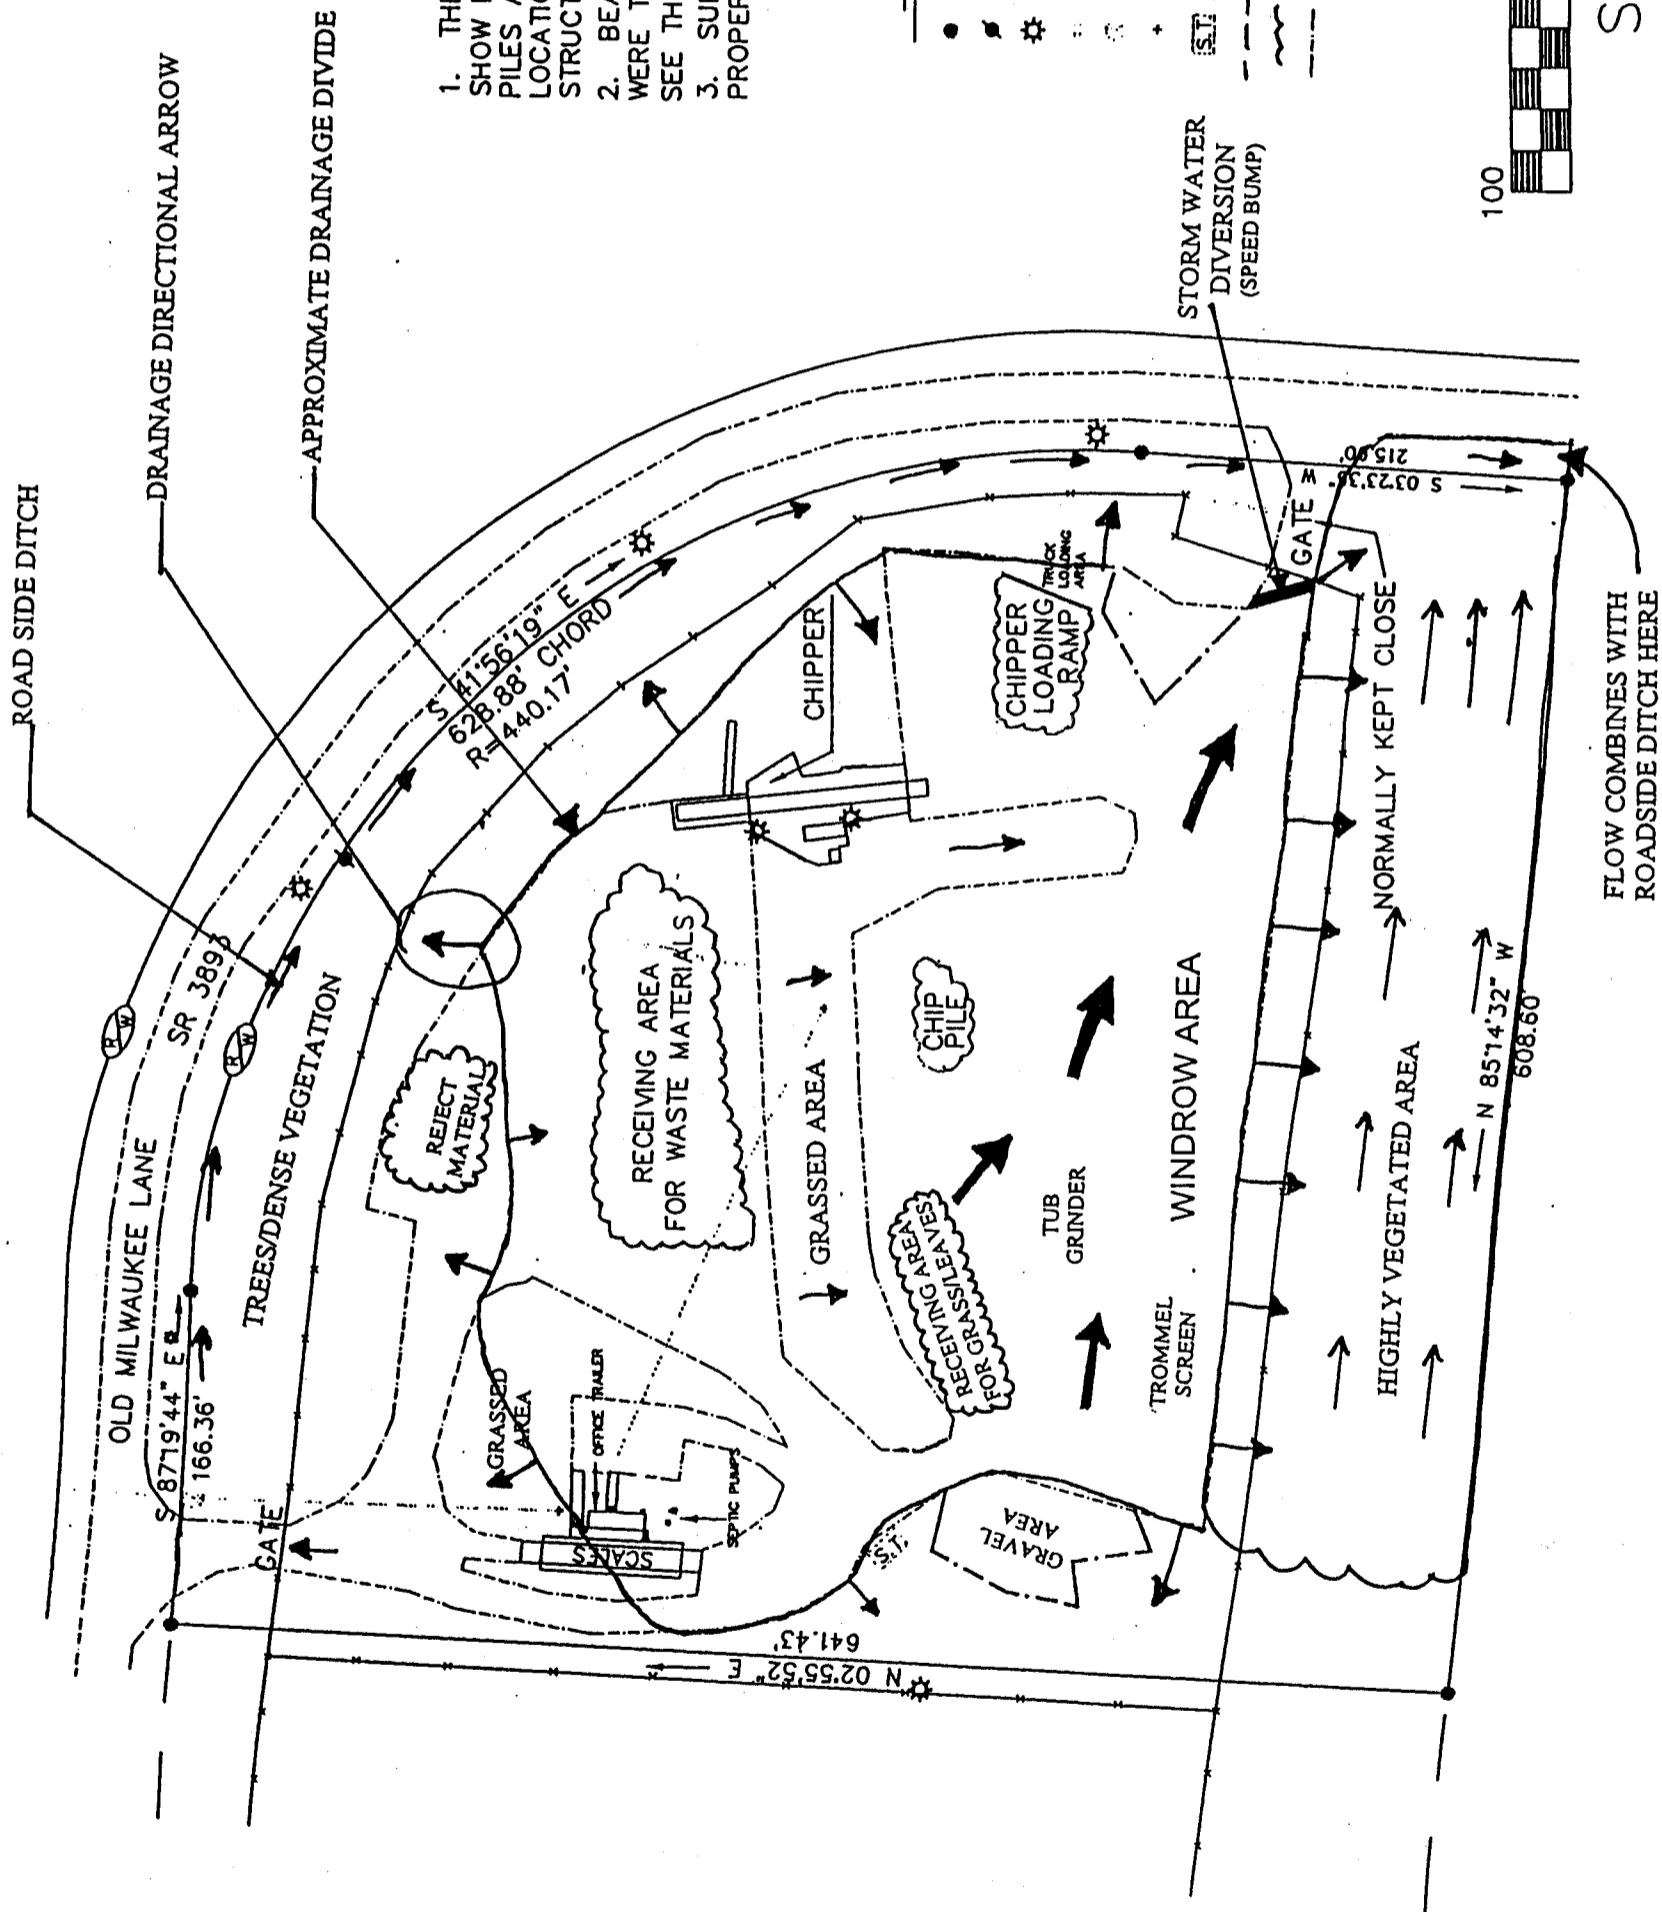 ROAD SIDE DITCH
DRAINAGE DIRECTIONAL ARROW
APPROXIMATE DRAINAGE DIVIDE
1. TH
SHOW
PILES A
LOCATIO
STRUCT
2. BEA
WERE T
SEE TH
3. SU
PROPER
S.T.
100
S
STORM WATER
DIVERSION
(SPEED BUMP)
OLD MILWAUKEE LANE
SR 3893
R/W
R/W
S 87°19'44" E
166.36'
S 41°56'19" E
628.88' CHORD
R=440.17'
TREES/DENSE VEGETATION
GATE
REJECT
MATERIAL
RECEIVING AREA
FOR WASTE MATERIALS
GRASSED
AREA
OFFICE TRAILER
SCALES
SEPTIC PUMPS
GRASSED AREA
CHIPPER
CHIPPER
LOADING
RAMP
TRUCK
LOADING
AREA
CHIP
PILE
RECEIVING AREA
FOR GRASS/LEAVES
S.T.
GRAVEL
AREA
TUB
GRINDER
TROMMEL
SCREEN
WINDROW AREA
GATE
NORMALLY KEPT CLOSE
HIGHLY VEGETATED AREA
N 02°55'52" E
641.43'
N 85°14'32" W
608.60'
S 03°23'35" W
215.00'
FLOW COMBINES WITH
ROADSIDE DITCH HERE